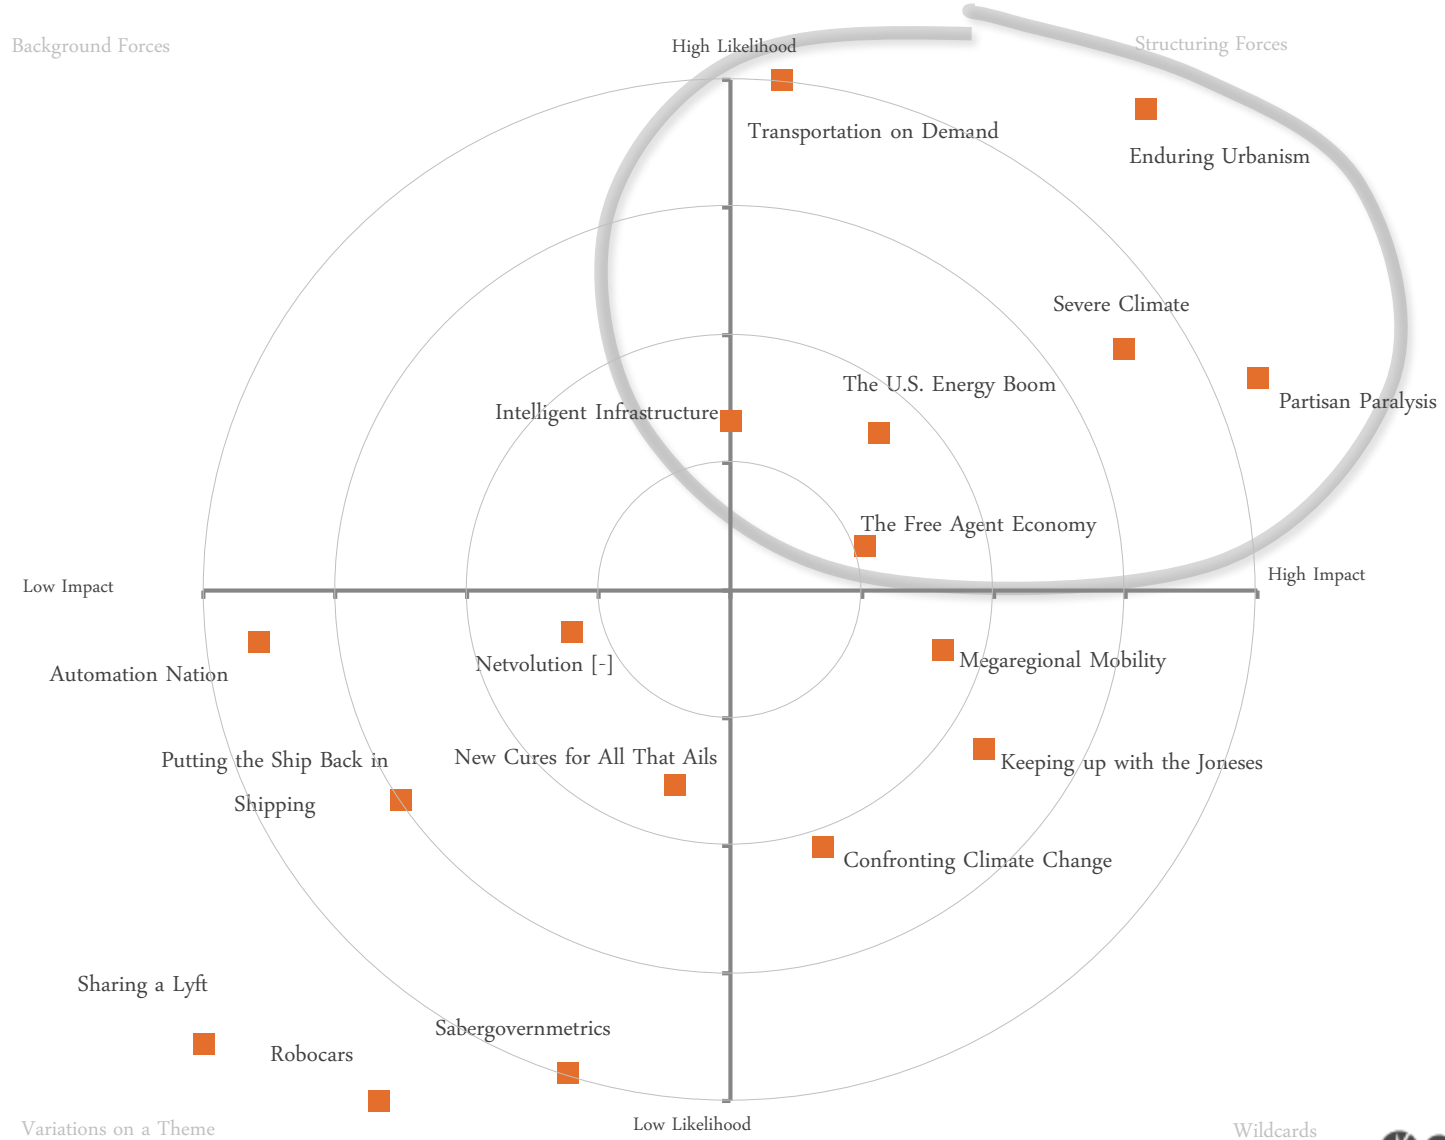 Background Forces
High Likelihood
Structuring Forces
Transportation on Demand
Enduring Urbanism
Severe Climate
The U.S. Energy Boom
Partisan Paralysis
Intelligent Infrastructure
The Free Agent Economy
High Impact
Low Impact
Netvolution [-]
Megaregional Mobility
Automation Nation
New Cures for All That Ails
Putting the Ship Back in
Shipping
Keeping up with the Joneses
Confronting Climate Change
Sharing a Lyft
Sabergovernmetrics
Robocars
Low Likelihood
Variations on a Theme
Wildcards